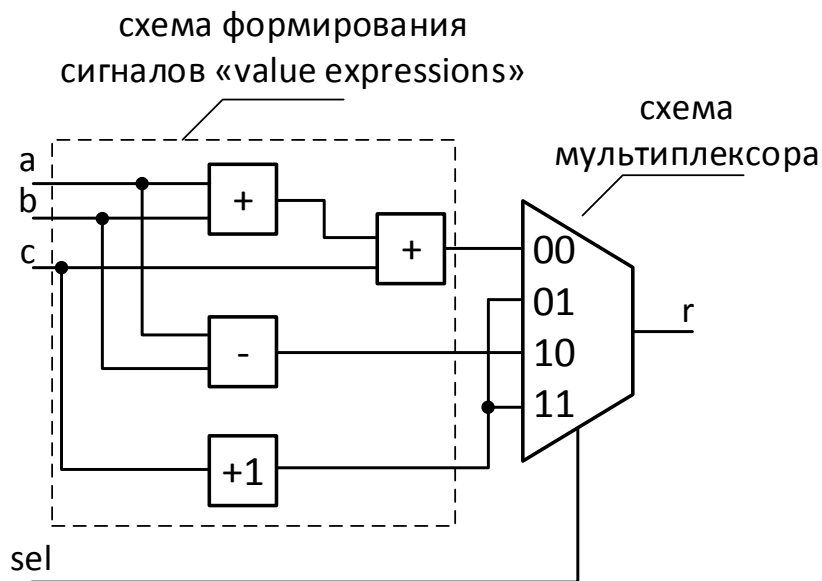 схема формирования
сигналов «value expressions»
схема
мультиплексора
a
b
c
+
+
-
+1
00
01
10
11
r
sel